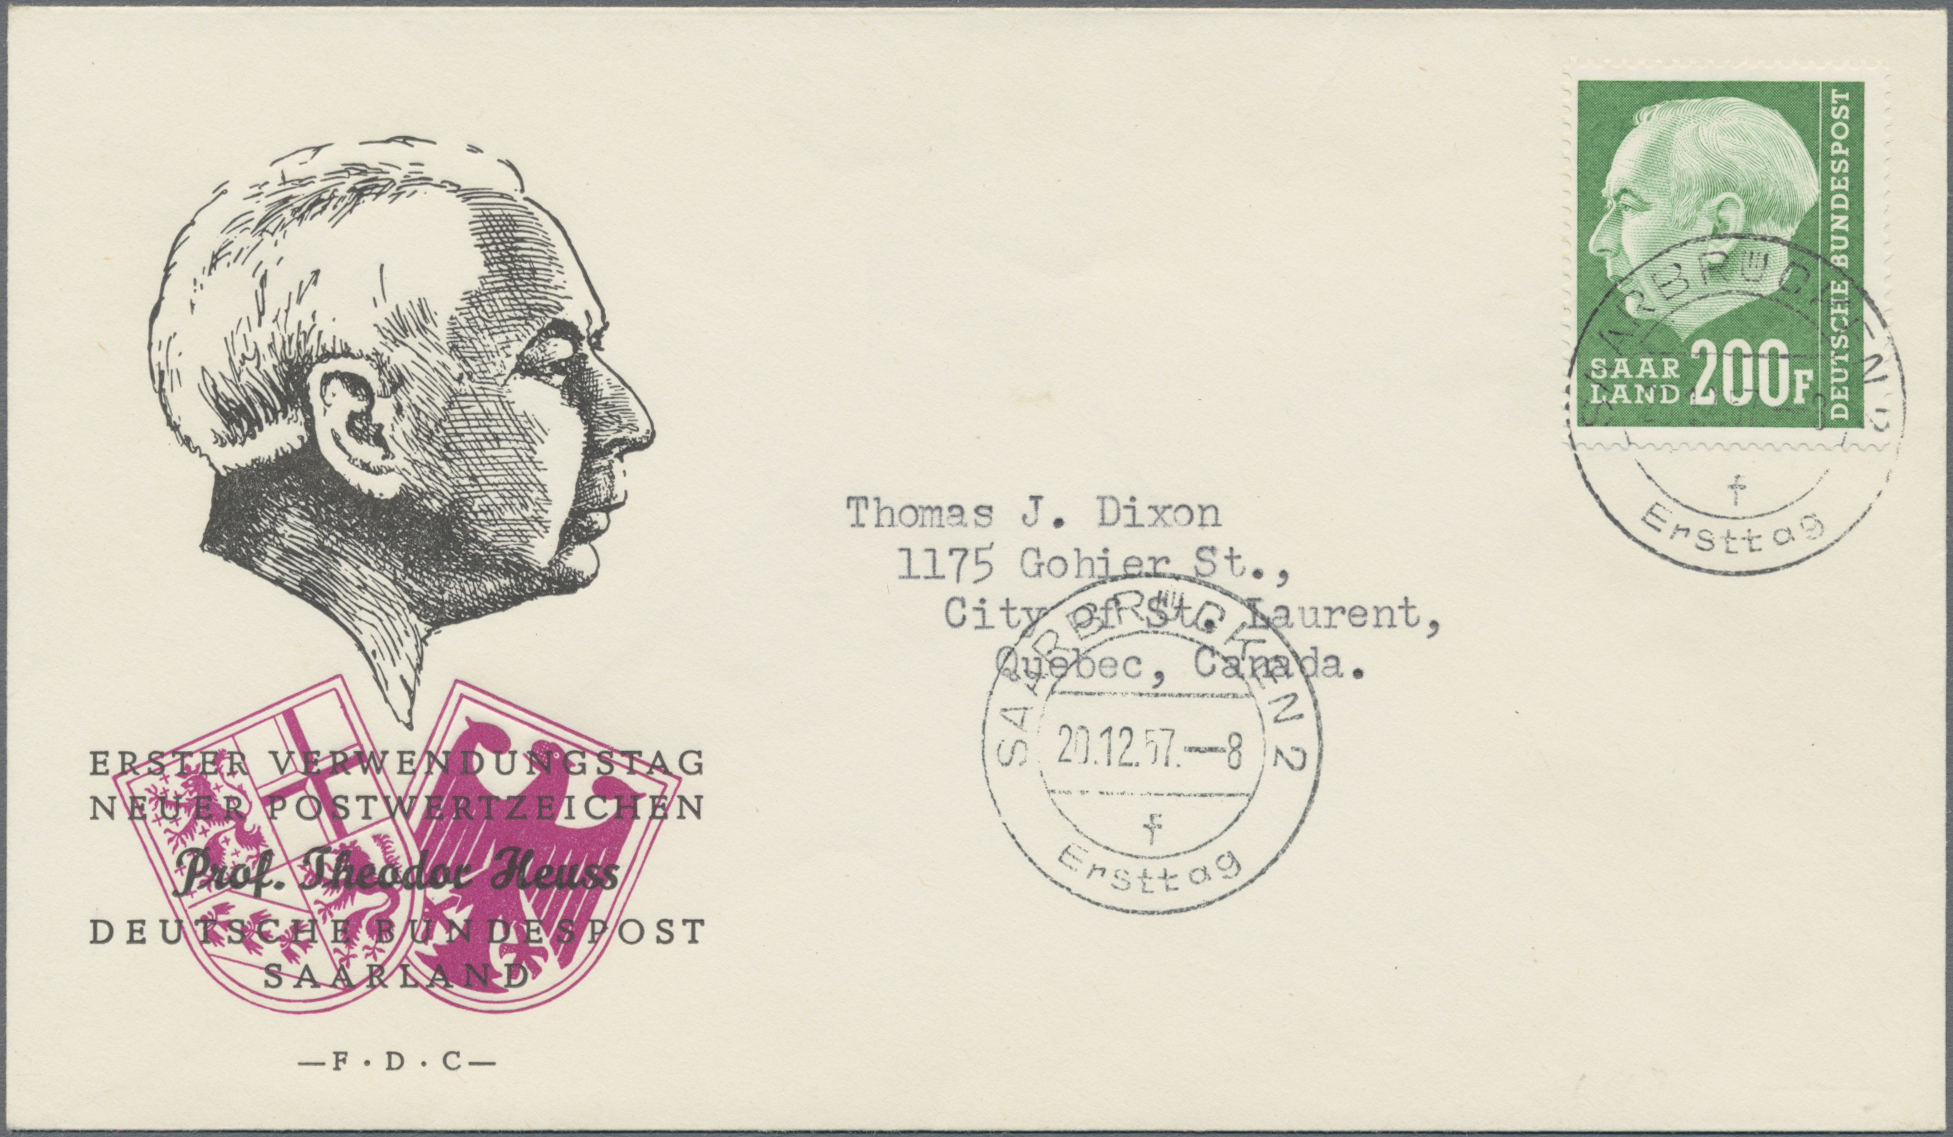 SAAR 200F
LAND
DEUTSCHE BUNDESPOST
SAARBRÜCKEN 2
f
Ersttag
Thomas J. Dixon
1175 Gohier St.,
City of St. Laurent,
Quebec, Canada.
SAARBRÜCKEN 2
20.12.57.—8
f
Ersttag
ERSTER VERWENDUNGSTAG
NEUER POSTWERTZEICHEN
Prof. Theodor Heuss
DEUTSCHE BUNDESPOST
SAARLAND
—F·D·C—